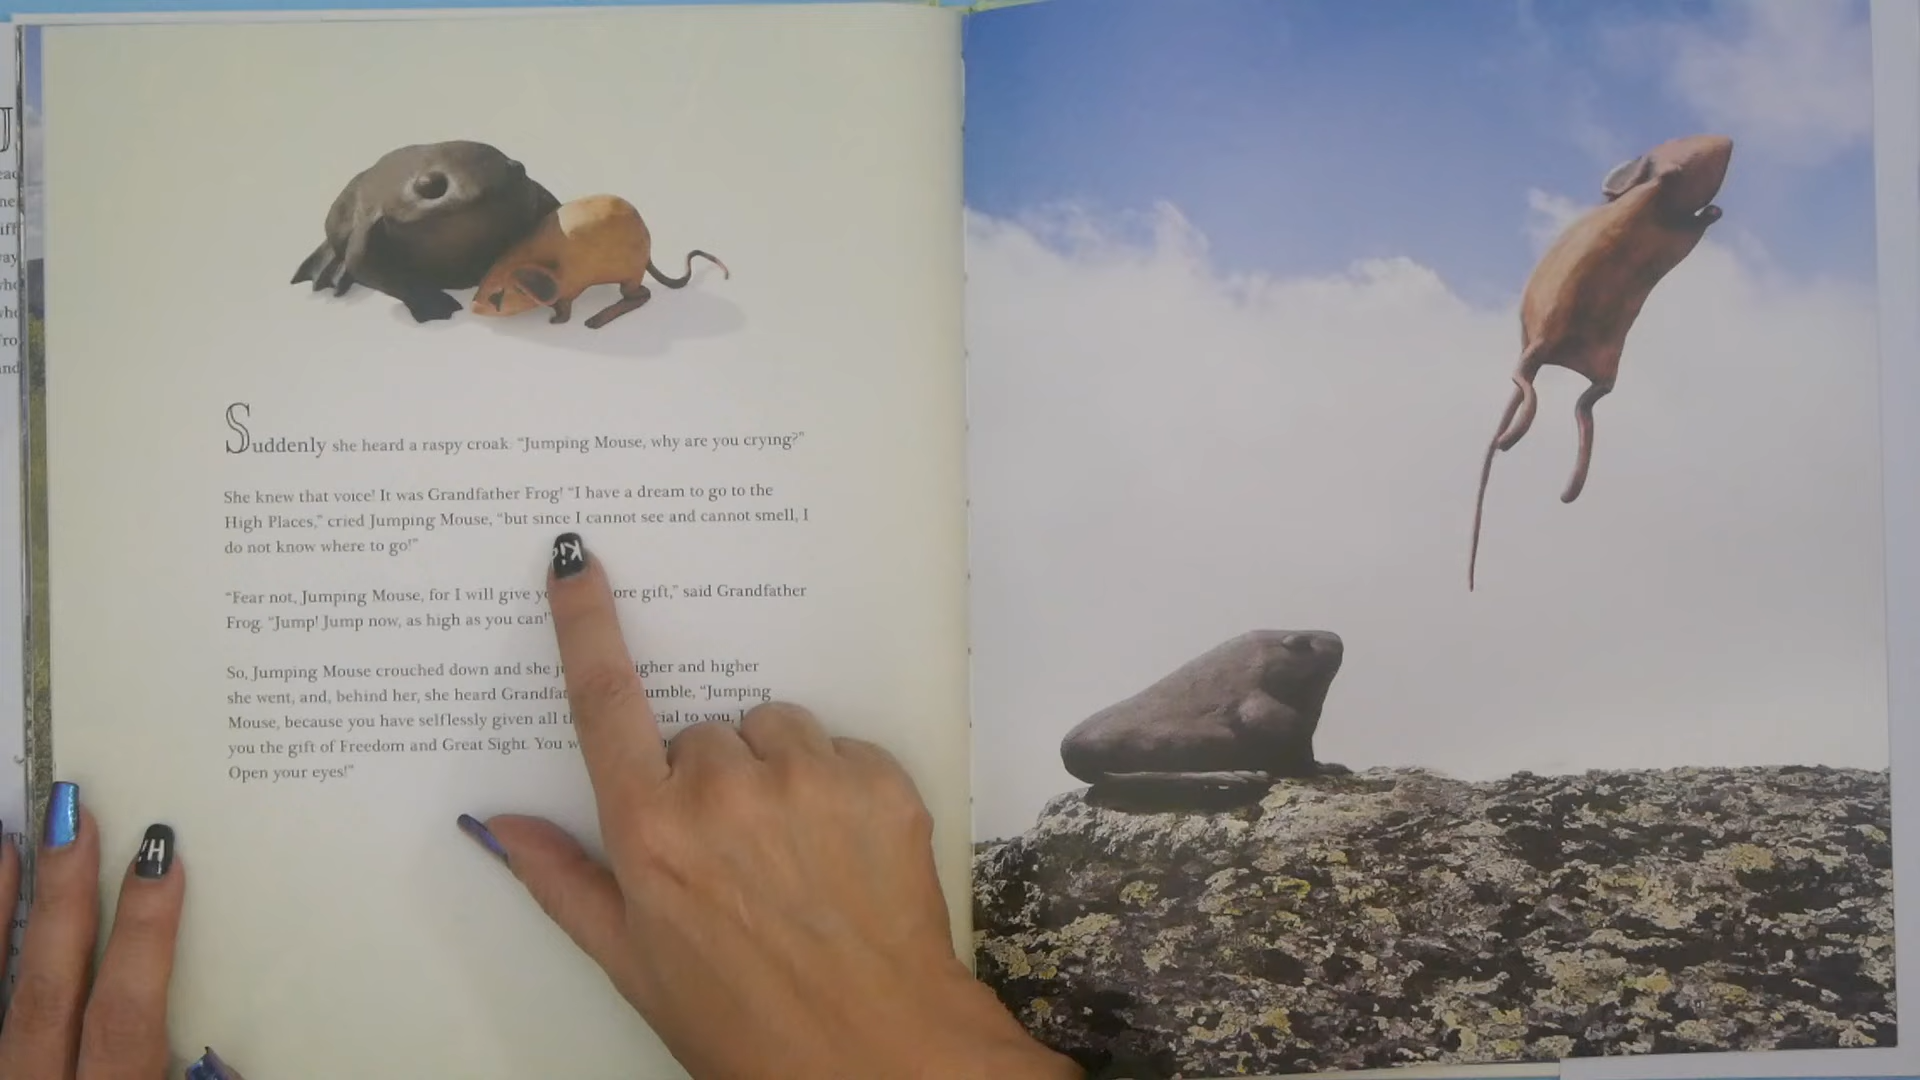 Suddenly she heard a raspy croak. “Jumping Mouse, why are you crying?”
She knew that voice! It was Grandfather Frog! “I have a dream to go to the
High Places,” cried Jumping Mouse, “but since I cannot see and cannot smell, I
do not know where to go!”
“Fear not, Jumping Mouse, for I will give gift,” said Grandfather
Frog. “Jump! Jump now, as high as you can!”
So, Jumping Mouse crouched down and she and higher
she went, and, behind her, she heard “Jumping
Mouse, because you have selflessly given all to you, I
you the gift of Freedom and Great Sight. You
Open your eyes!”